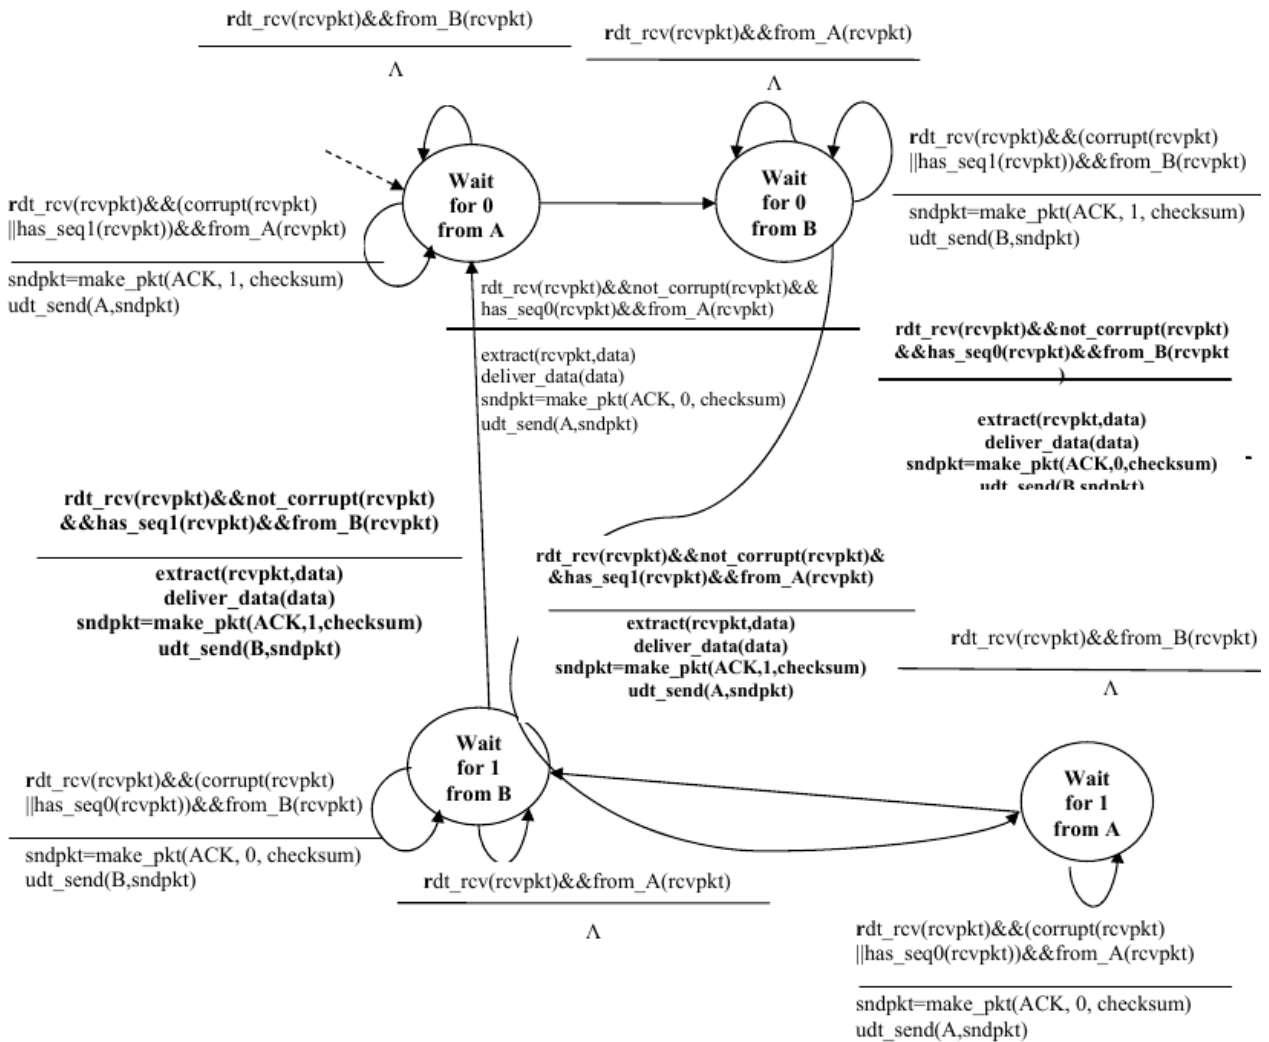 rdt_rcv(rcvpkt)&&from_B(rcvpkt)
Λ
rdt_rcv(rcvpkt)&&from_A(rcvpkt)
Λ
rdt_rcv(rcvpkt)&&(corrupt(rcvpkt)
||has_seq1(rcvpkt))&&from_B(rcvpkt)
sndpkt=make_pkt(ACK, 1, checksum)
udt_send(B,sndpkt)
Wait
for 0
from A
Wait
for 0
from B
rdt_rcv(rcvpkt)&&(corrupt(rcvpkt)
||has_seq1(rcvpkt))&&from_A(rcvpkt)
sndpkt=make_pkt(ACK, 1, checksum)
udt_send(A,sndpkt)
rdt_rcv(rcvpkt)&&not_corrupt(rcvpkt)&&
has_seq0(rcvpkt)&&from_A(rcvpkt)
extract(rcvpkt,data)
deliver_data(data)
sndpkt=make_pkt(ACK, 0, checksum)
udt_send(A,sndpkt)
rdt_rcv(rcvpkt)&&not_corrupt(rcvpkt)
&&has_seq0(rcvpkt)&&from_B(rcvpkt
)
extract(rcvpkt,data)
deliver_data(data)
sndpkt=make_pkt(ACK,0,checksum)
udt_send(B,sndpkt)
-
rdt_rcv(rcvpkt)&&not_corrupt(rcvpkt)
&&has_seq1(rcvpkt)&&from_B(rcvpkt)
extract(rcvpkt,data)
deliver_data(data)
sndpkt=make_pkt(ACK,1,checksum)
udt_send(B,sndpkt)
rdt_rcv(rcvpkt)&&not_corrupt(rcvpkt)&
&has_seq1(rcvpkt)&&from_A(rcvpkt)
extract(rcvpkt,data)
deliver_data(data)
sndpkt=make_pkt(ACK,1,checksum)
udt_send(A,sndpkt)
rdt_rcv(rcvpkt)&&from_B(rcvpkt)
Λ
Wait
for 1
from B
Wait
for 1
from A
rdt_rcv(rcvpkt)&&(corrupt(rcvpkt)
||has_seq0(rcvpkt))&&from_B(rcvpkt)
sndpkt=make_pkt(ACK, 0, checksum)
udt_send(B,sndpkt)
rdt_rcv(rcvpkt)&&from_A(rcvpkt)
Λ
rdt_rcv(rcvpkt)&&(corrupt(rcvpkt)
||has_seq0(rcvpkt))&&from_A(rcvpkt)
sndpkt=make_pkt(ACK, 0, checksum)
udt_send(A,sndpkt)